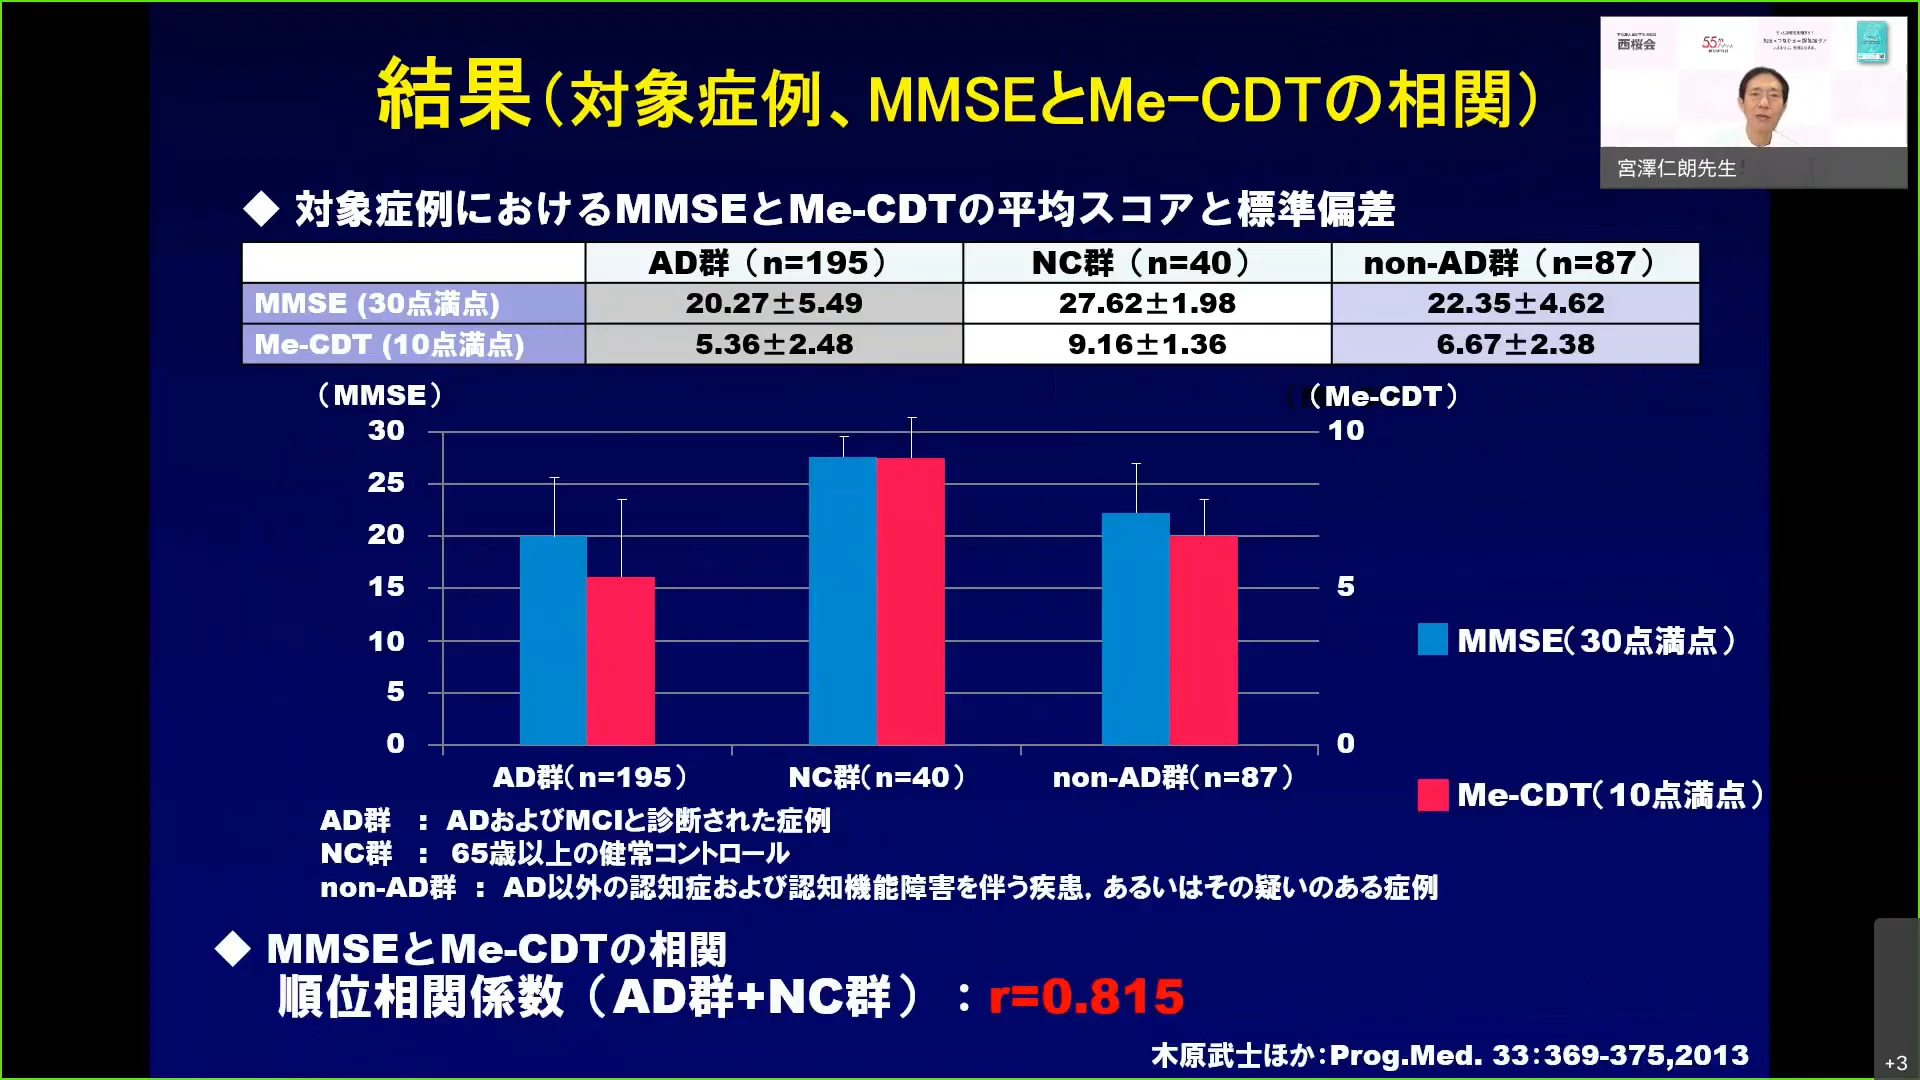 結果（対象症例、MMSEとMe-CDTの相関）
西桜会
宮澤仁朗先生
◆ 対象症例におけるMMSEとMe-CDTの平均スコアと標準偏差
AD群（n=195） NC群（n=40） non-AD群（n=87）
MMSE (30点満点) 20.27±5.49 27.62±1.98 22.35±4.62
Me-CDT (10点満点) 5.36±2.48 9.16±1.36 6.67±2.38
（MMSE） （Me-CDT）
30 10
25
20
15 5
10
5
0 0
AD群（n=195） NC群（n=40） non-AD群（n=87）
MMSE（30点満点）
Me-CDT（10点満点）
AD群 ： ADおよびMCIと診断された症例
NC群 ： 65歳以上の健常コントロール
non-AD群 ： AD以外の認知症および認知機能障害を伴う疾患, あるいはその疑いのある症例
◆ MMSEとMe-CDTの相関
順位相関係数（AD群+NC群）：r=0.815
木原武士ほか：Prog.Med. 33：369-375,2013
+3